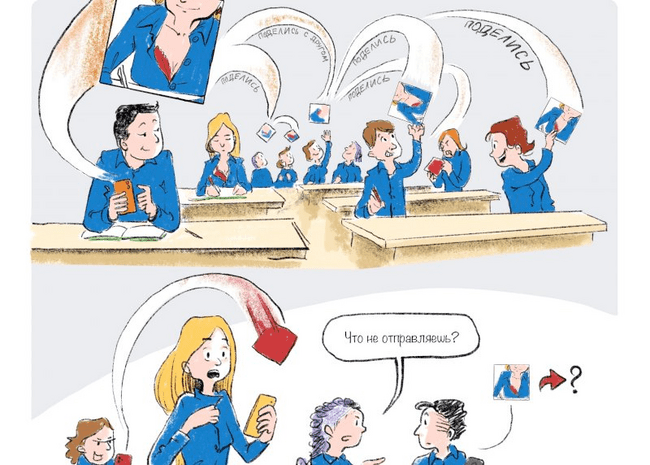 ПОДЕЛИСЬ
ПОДЕЛИСЬ С ДРУГОМ
ПОДЕЛИСЬ
ПОДЕЛИСЬ
ПОДЕЛИСЬ
Что не отправляешь?
?